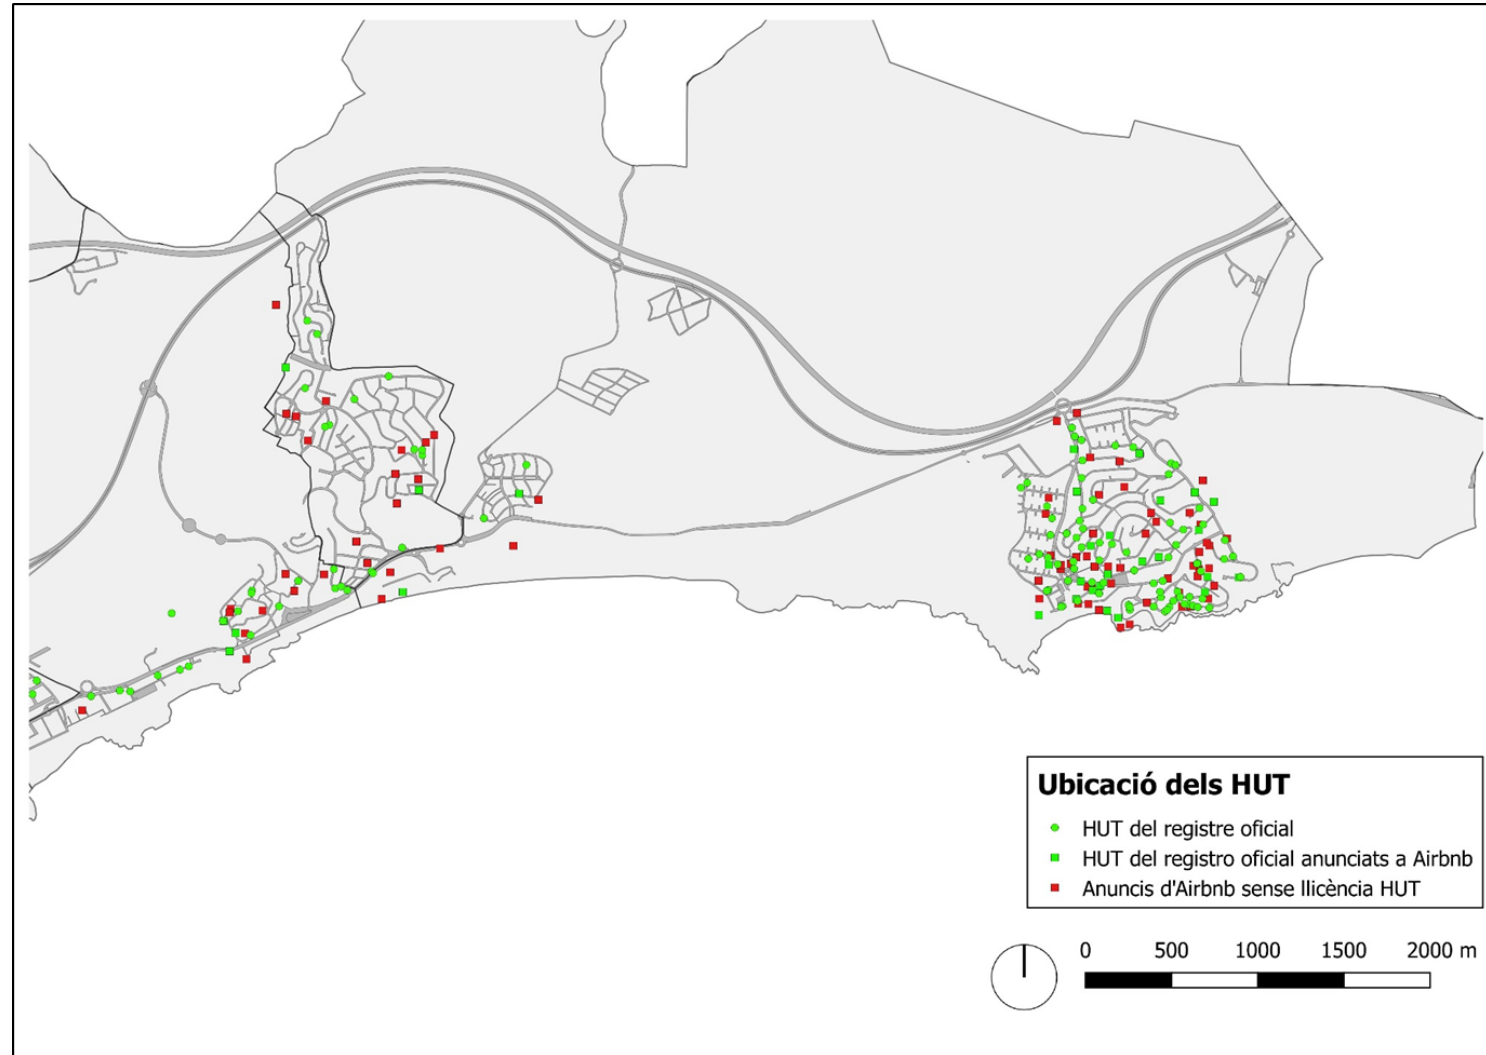 Ubicació dels HUT
HUT del registre oficial
HUT del registro oficial anunciats a Airbnb
Anuncis d'Airbnb sense llicència HUT
0 500 1000 1500 2000 m